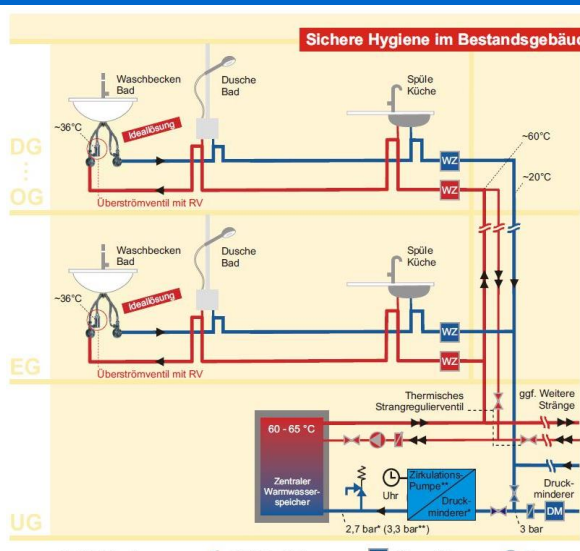 Sichere Hygiene im Bestandsgebäud
Waschbecken
Bad
Dusche
Bad
Spüle
Küche
~36°C
Ideallösung
~60°C
DG
WZ
~20°C
OG
WZ
Überströmventil mit RV
Waschbecken
Bad
Dusche
Bad
Spüle
Küche
~36°C
Ideallösung
WZ
EG
WZ
Überströmventil mit RV
Thermisches
Strangregulierventil
ggf. Weitere
Stränge
60 - 65 °C
Zentraler
Warmwasser-
speicher
Uhr
Zirkulations-
Pumpe**
Druck-
minderer*
Druck-
minderer
DM
UG
2,7 bar* (3,3 bar**)
3 bar